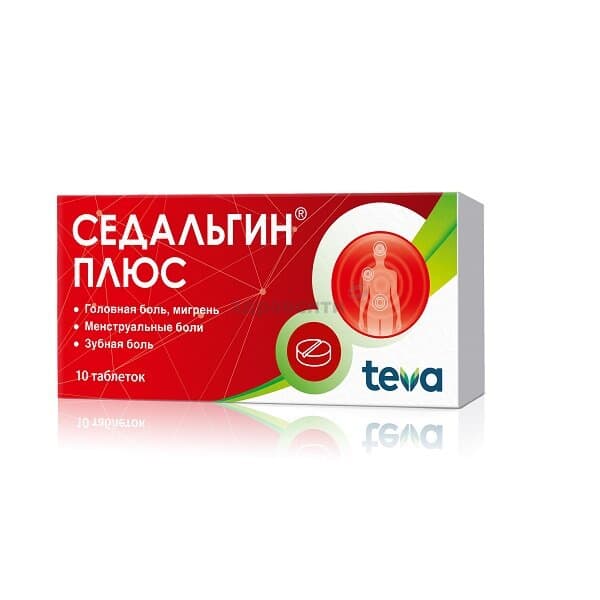 СЕДАЛЬГИН®
ПЛЮС
• Головная боль, мигрень
• Менструальные боли
• Зубная боль
10 таблеток
teva